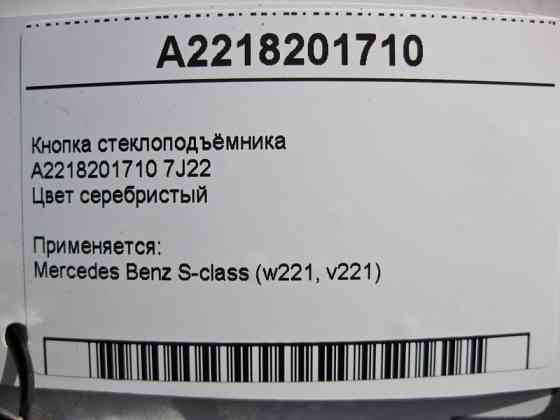 A2218201710
Кнопка стеклоподъёмника
A2218201710 7J22
Цвет серебристый
Применяется:
Mercedes Benz S-class (w221, v221)